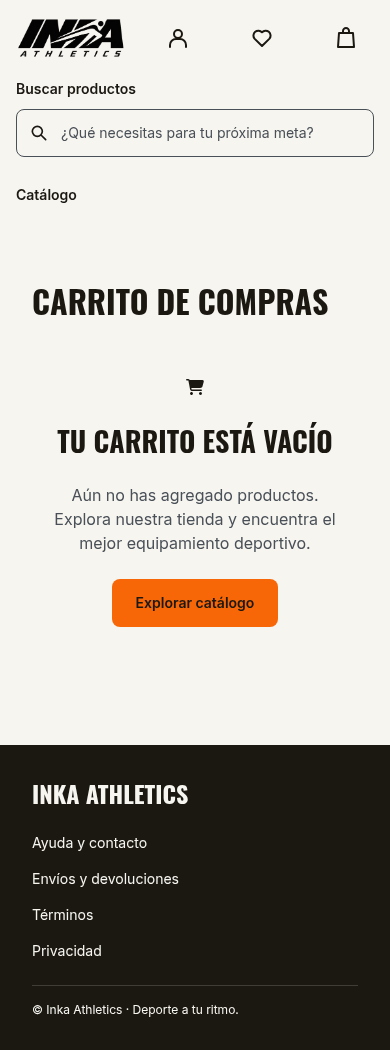 INKA
ATHLETICS
Buscar productos
¿Qué necesitas para tu próxima meta?
Catálogo
CARRITO DE COMPRAS
TU CARRITO ESTÁ VACÍO
Aún no has agregado productos.
Explora nuestra tienda y encuentra el
mejor equipamiento deportivo.
Explorar catálogo
INKA ATHLETICS
Ayuda y contacto
Envíos y devoluciones
Términos
Privacidad
© Inka Athletics · Deporte a tu ritmo.